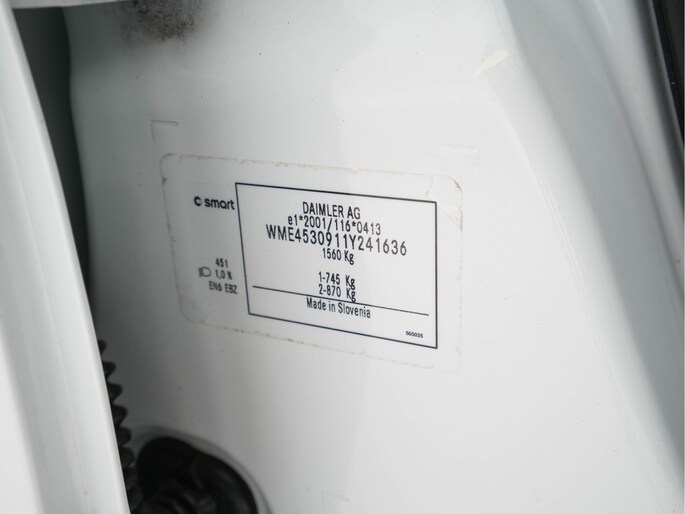 smart
DAIMLER AG
e1*2001/116*0413
WME4530911Y241636
1560 Kg
1-745 Kg
2-870 Kg
Made in Slovenia
451
1,0 %
EN6 EBZ
565025